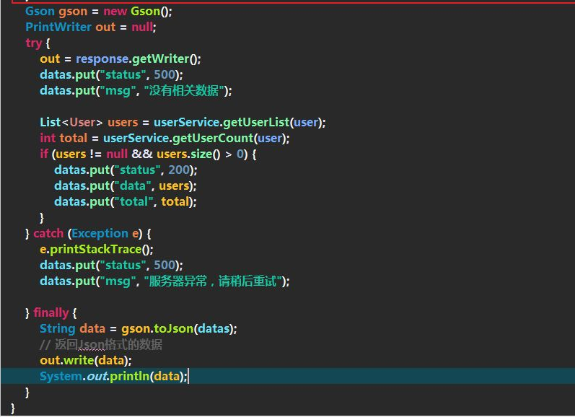 Gson gson = new Gson();
PrintWriter out = null;
try {
out = response.getWriter();
datas.put("status", 500);
datas.put("msg", "没有相关数据");
List<User> users = userService.getUserList(user);
int total = userService.getUserCount(user);
if (users != null && users.size() > 0) {
datas.put("status", 200);
datas.put("data", users);
datas.put("total", total);
}
} catch (Exception e) {
e.printStackTrace();
datas.put("status", 500);
datas.put("msg", "服务器异常，请稍后重试");
} finally {
String data = gson.toJson(datas);
// 返回Json格式的数据
out.write(data);
System.out.println(data);
}
}